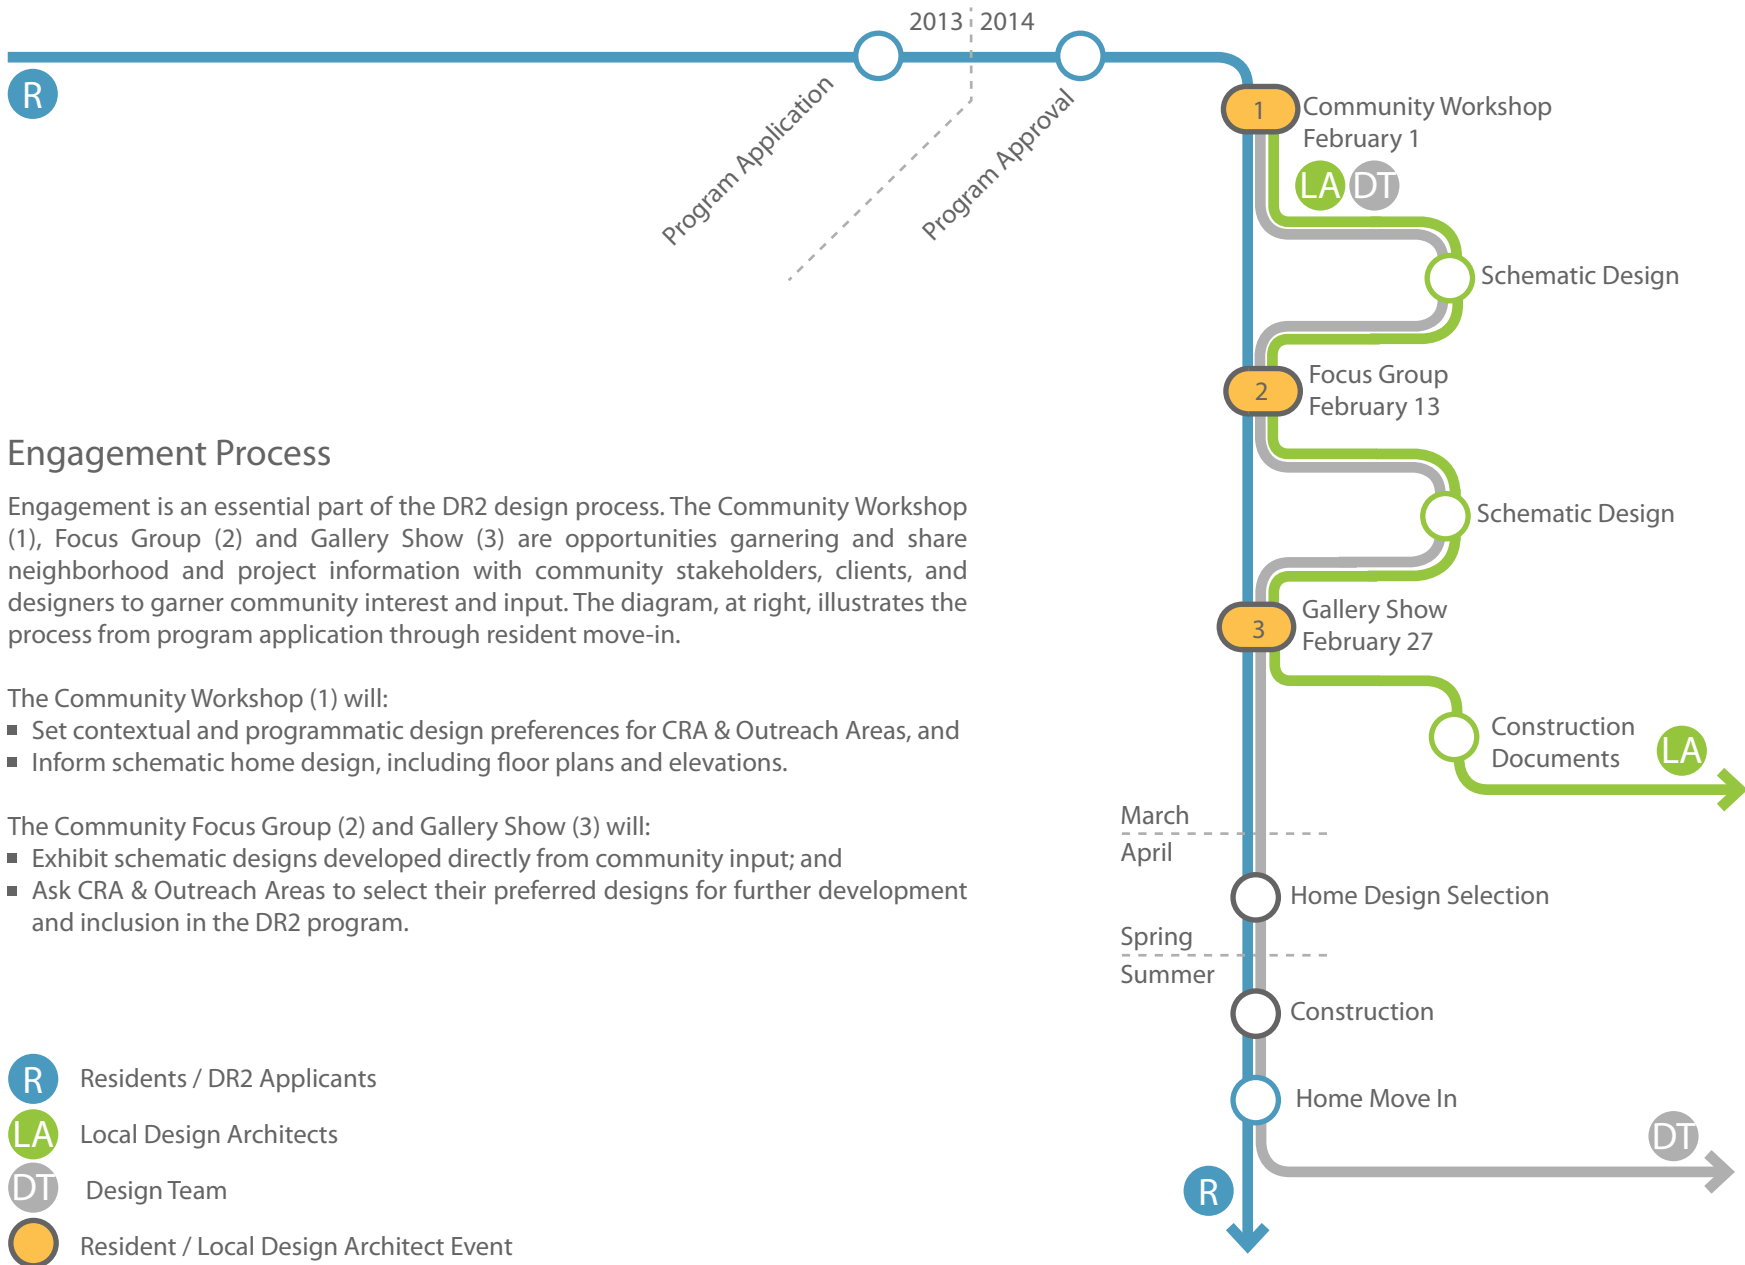 2013 2014
R
Program Application
Program Approval
1
Community Workshop
February 1
LA DT
Schematic Design
2
Focus Group
February 13
Schematic Design
3
Gallery Show
February 27
Construction
Documents
LA
March
April
Home Design Selection
Spring
Summer
Construction
Home Move In
DT
R
Engagement Process
Engagement is an essential part of the DR2 design process. The Community Workshop
(1), Focus Group (2) and Gallery Show (3) are opportunities garnering and share
neighborhood and project information with community stakeholders, clients, and
designers to garner community interest and input. The diagram, at right, illustrates the
process from program application through resident move-in.
The Community Workshop (1) will:
■ Set contextual and programmatic design preferences for CRA & Outreach Areas, and
■ Inform schematic home design, including floor plans and elevations.
The Community Focus Group (2) and Gallery Show (3) will:
■ Exhibit schematic designs developed directly from community input; and
■ Ask CRA & Outreach Areas to select their preferred designs for further development
and inclusion in the DR2 program.
R Residents / DR2 Applicants
LA Local Design Architects
DT Design Team
Resident / Local Design Architect Event